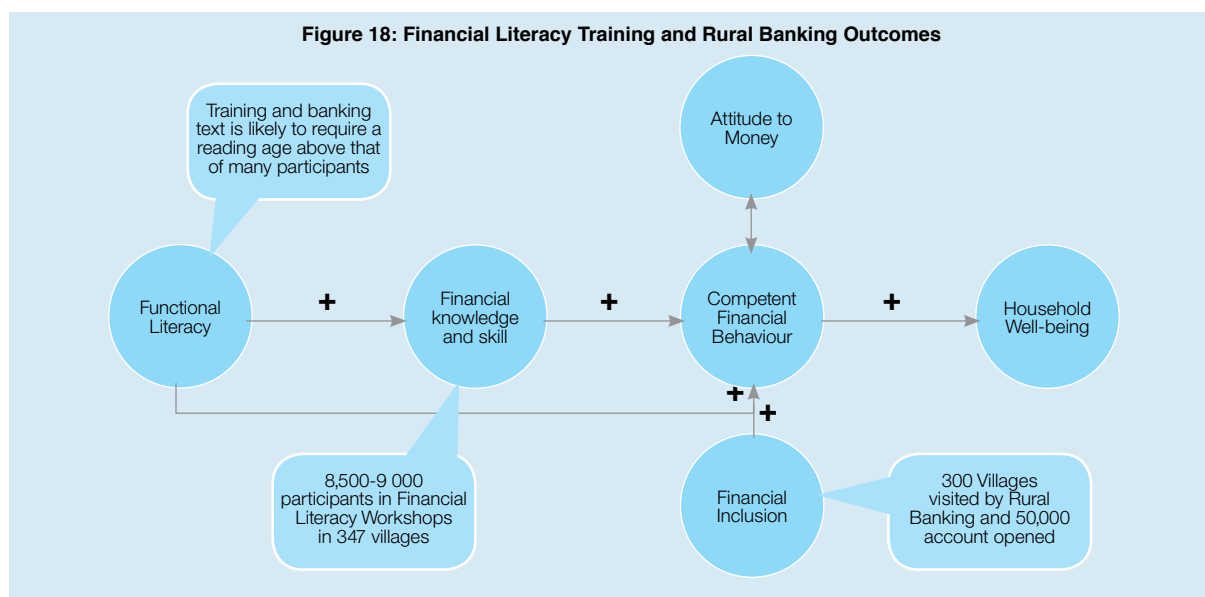 Figure 18: Financial Literacy Training and Rural Banking Outcomes
Training and banking
text is likely to require a
reading age above that
of many participants
Attitude to
Money
Functional
Literacy
+
Financial
knowledge
and skill
+
Competent
Financial
Behaviour
+
Household
Well-being
+
+
8,500-9 000
participants in Financial
Literacy Workshops
in 347 villages
Financial
Inclusion
300 Villages
visited by Rural
Banking and 50,000
account opened